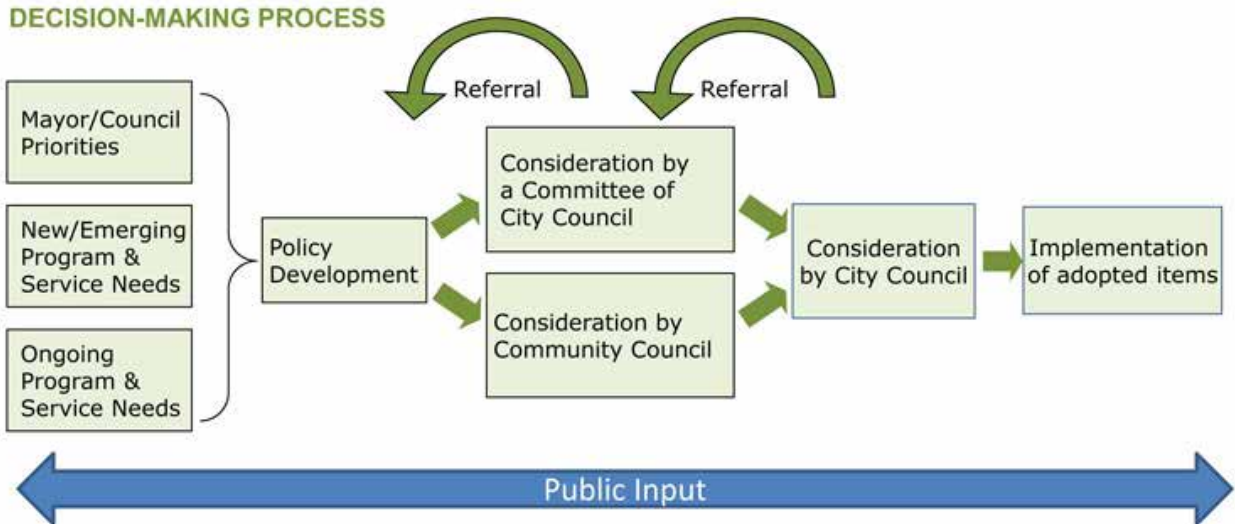 DECISION-MAKING PROCESS
Referral
Referral
Mayor/Council
Priorities
New/Emerging
Program &
Service Needs
Ongoing
Program &
Service Needs
Policy
Development
Consideration by
a Committee of
City Council
Consideration by
Community Council
Consideration
by City Council
Implementation
of adopted items
Public Input